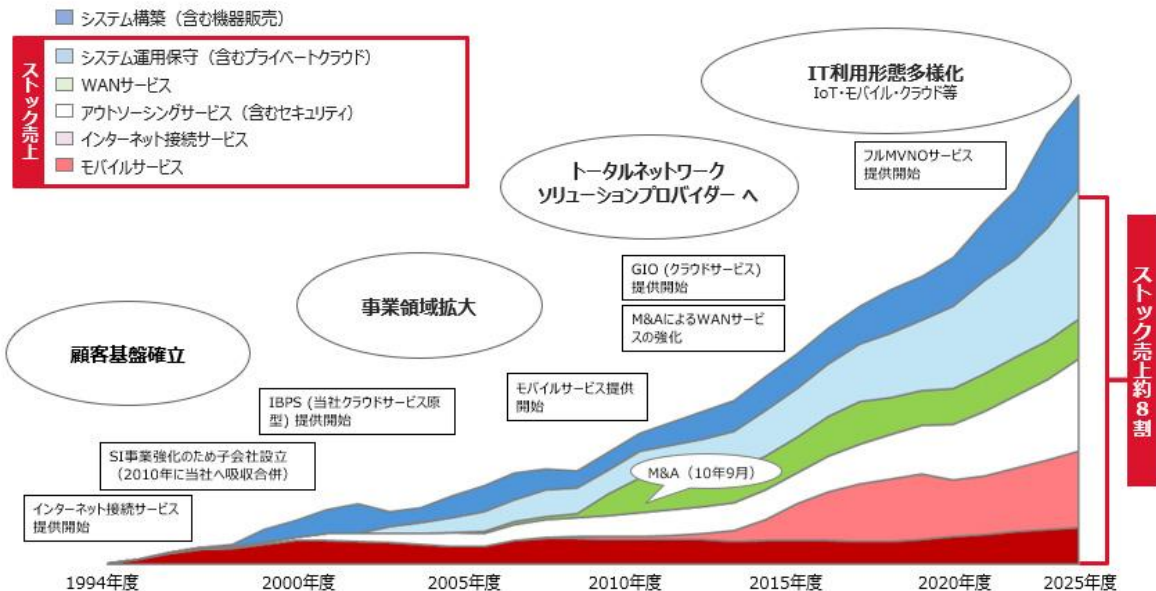 システム構築（含む機器販売）
ストック売上
システム運用保守（含むプライベートクラウド）
WANサービス
アウトソーシングサービス（含むセキュリティ）
インターネット接続サービス
モバイルサービス
IT利用形態多様化
IoT・モバイル・クラウド等
フルMVNOサービス
提供開始
トータルネットワーク
ソリューションプロバイダー へ
GIO (クラウドサービス)
提供開始
M&AによるWANサービ
スの強化
事業領域拡大
モバイルサービス提供
開始
顧客基盤確立
IBPS (当社クラウドサービス原
型) 提供開始
SI事業強化のため子会社設立
（2010年に当社へ吸収合併）
インターネット接続サービス
提供開始
M&A（10年9月）
ストック売上約8割
1994年度
2000年度
2005年度
2010年度
2015年度
2020年度
2025年度